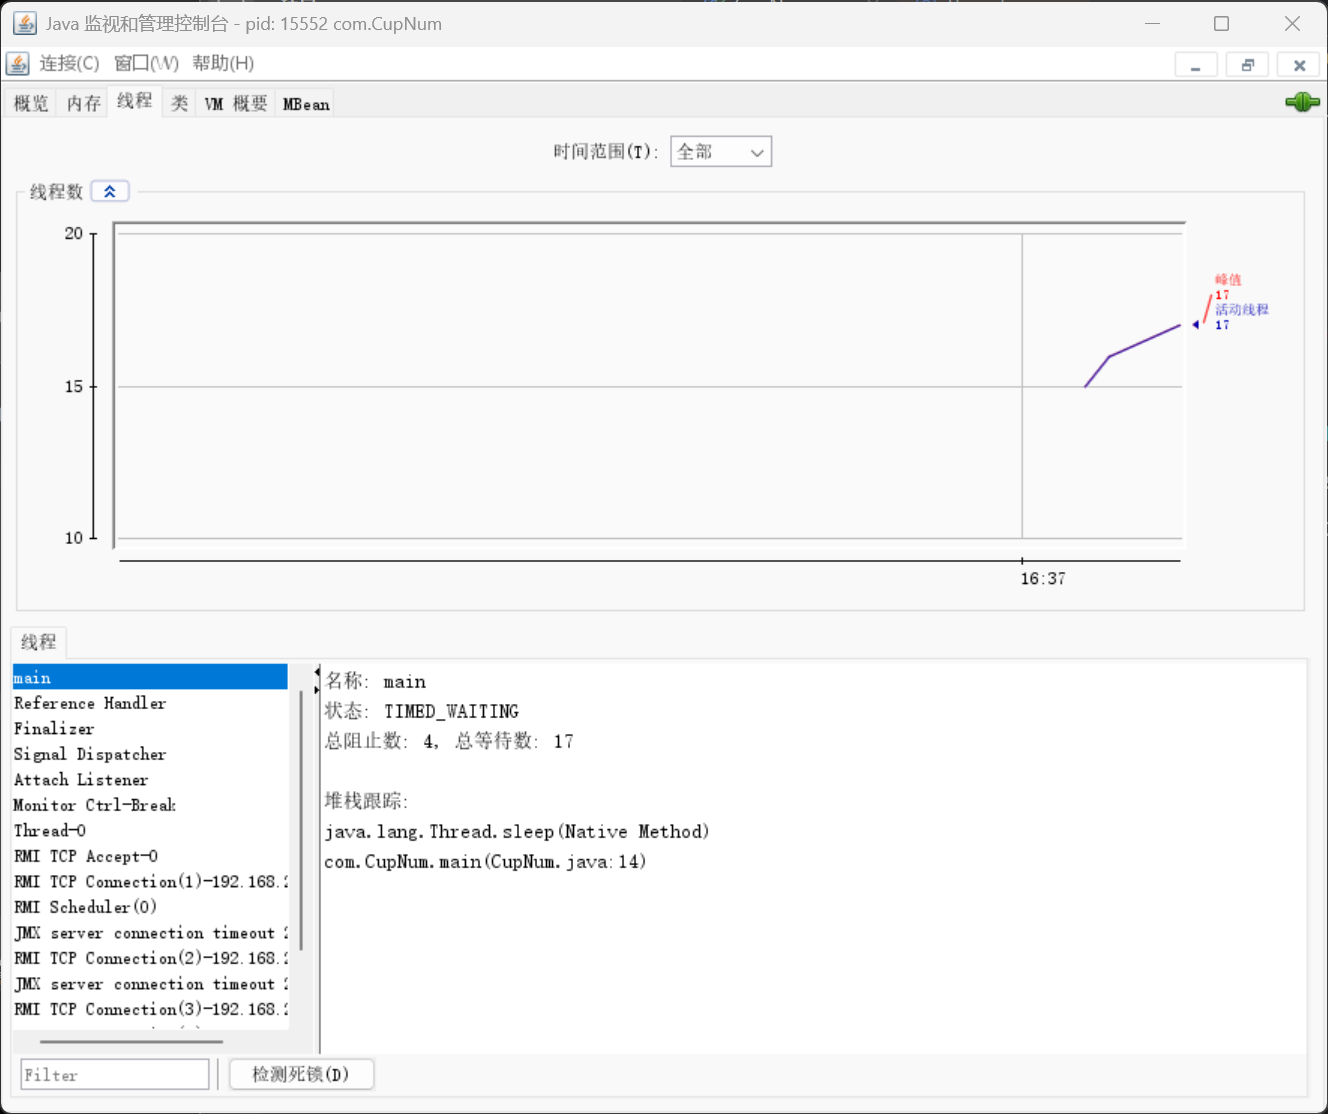 Java 监视和管理控制台 - pid: 15552 com.CupNum
连接(C) 窗口(W) 帮助(H)
概览 内存 线程 类 VM 概要 MBean
时间范围(T): 全部
线程数
20
15
10
峰值
17
活动线程
17
16:37
线程
main
Reference Handler
Finalizer
Signal Dispatcher
Attach Listener
Monitor Ctrl-Break
Thread-0
RMI TCP Accept-0
RMI TCP Connection(1)-192.168.2
RMI Scheduler(0)
JMX server connection timeout 2
RMI TCP Connection(2)-192.168.2
JMX server connection timeout 2
RMI TCP Connection(3)-192.168.2
名称: main
状态: TIMED_WAITING
总阻止数: 4, 总等待数: 17
堆栈跟踪:
java.lang.Thread.sleep(Native Method)
com.CupNum.main(CupNum.java:14)
Filter
检测死锁(D)